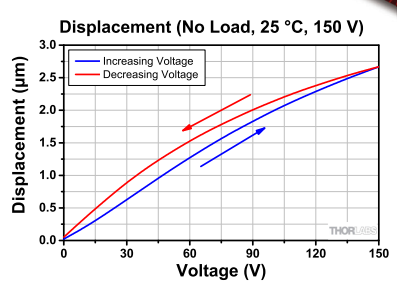 Displacement (No Load, 25 °C, 150 V)
Increasing Voltage
Decreasing Voltage
Displacement (µm)
3.0
2.5
2.0
1.5
1.0
0.5
0.0
0 30 60 90 120 150
THORLABS
Voltage (V)